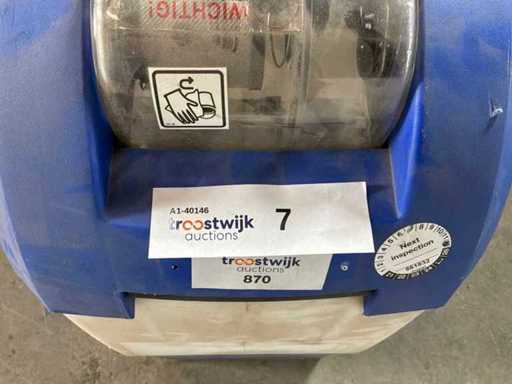 WICHTIG!
A1-40146
troostwijk
auctions
7
troostwijk
auctions
870
Next
inspection